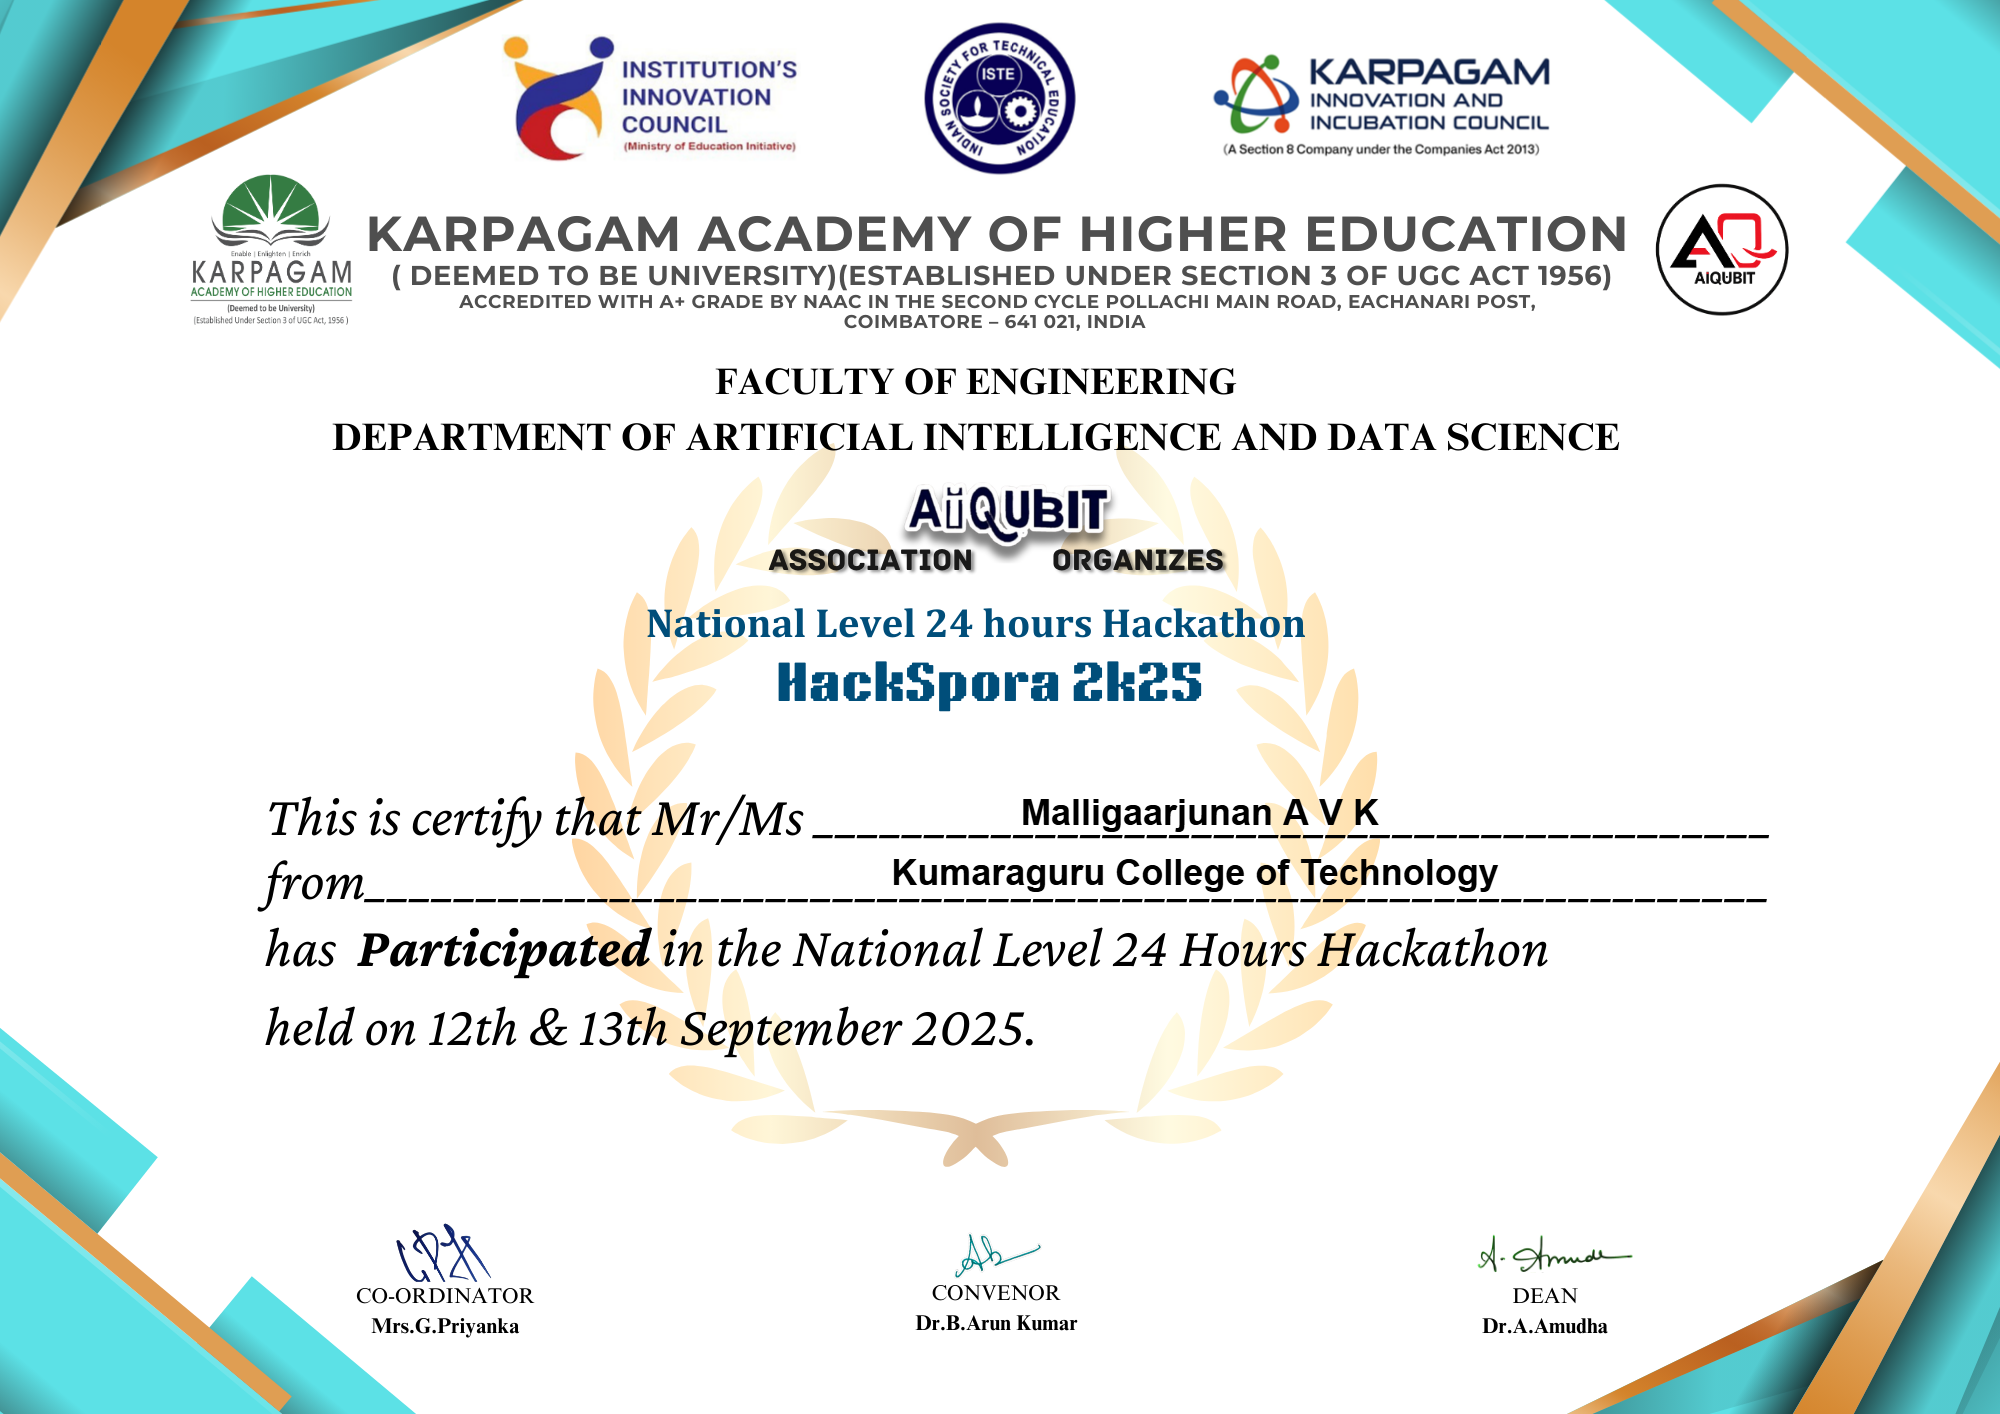 INSTITUTION'S
INNOVATION
COUNCIL
(Ministry of Education Initiative)
INDIAN SOCIETY FOR TECHNICAL EDUCATION
ISTE
KARPAGAM
INNOVATION AND
INCUBATION COUNCIL
(A Section 8 Company under the Companies Act 2013)
Enable | Enlighten | Enrich
KARPAGAM
ACADEMY OF HIGHER EDUCATION
(Deemed to be University)
(Established Under Section 3 of UGC Act, 1956 )
KARPAGAM ACADEMY OF HIGHER EDUCATION
( DEEMED TO BE UNIVERSITY)(ESTABLISHED UNDER SECTION 3 OF UGC ACT 1956)
ACCREDITED WITH A+ GRADE BY NAAC IN THE SECOND CYCLE POLLACHI MAIN ROAD, EACHANARI POST,
COIMBATORE – 641 021, INDIA
AQ
AIQUBIT
FACULTY OF ENGINEERING
DEPARTMENT OF ARTIFICIAL INTELLIGENCE AND DATA SCIENCE
AiQUbIT
ASSOCIATION ORGANIZES
National Level 24 hours Hackathon
HackSpora 2k25
This is certify that Mr/Ms Malligaarjunan A V K
from Kumaraguru College of Technology
has Participated in the National Level 24 Hours Hackathon
held on 12th & 13th September 2025.
A. Amude
CO-ORDINATOR
Mrs.G.Priyanka
CONVENOR
Dr.B.Arun Kumar
DEAN
Dr.A.Amudha